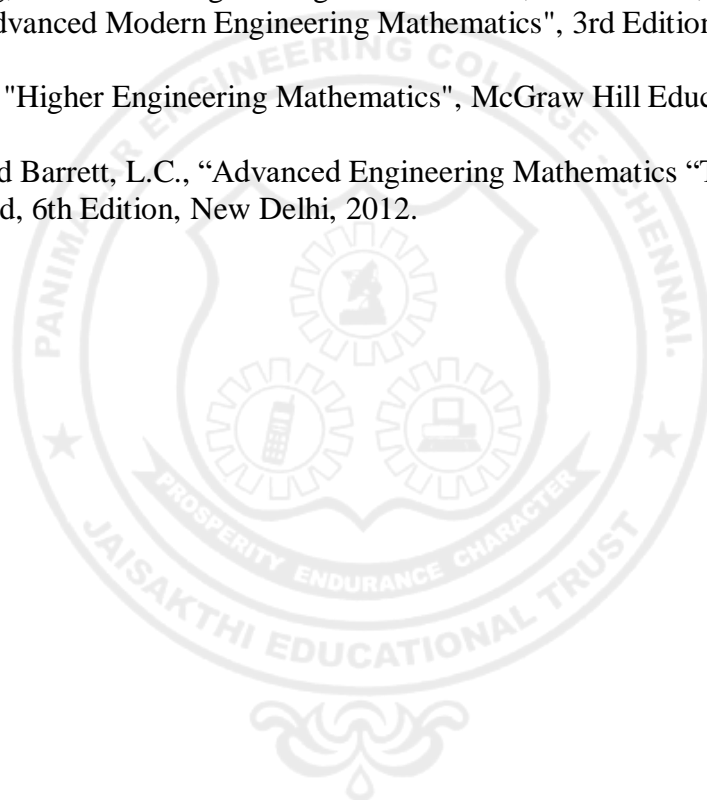 dvanced Modern Engineering Mathematics", 3rd Edition
"Higher Engineering Mathematics", McGraw Hill Educ
d Barrett, L.C., “Advanced Engineering Mathematics “T
d, 6th Edition, New Delhi, 2012.
ENGINEERING COLLEGE - CHENNAI.
PROSPERITY ENDURANCE CHARACTER
JAISAKTHI EDUCATIONAL TRUST